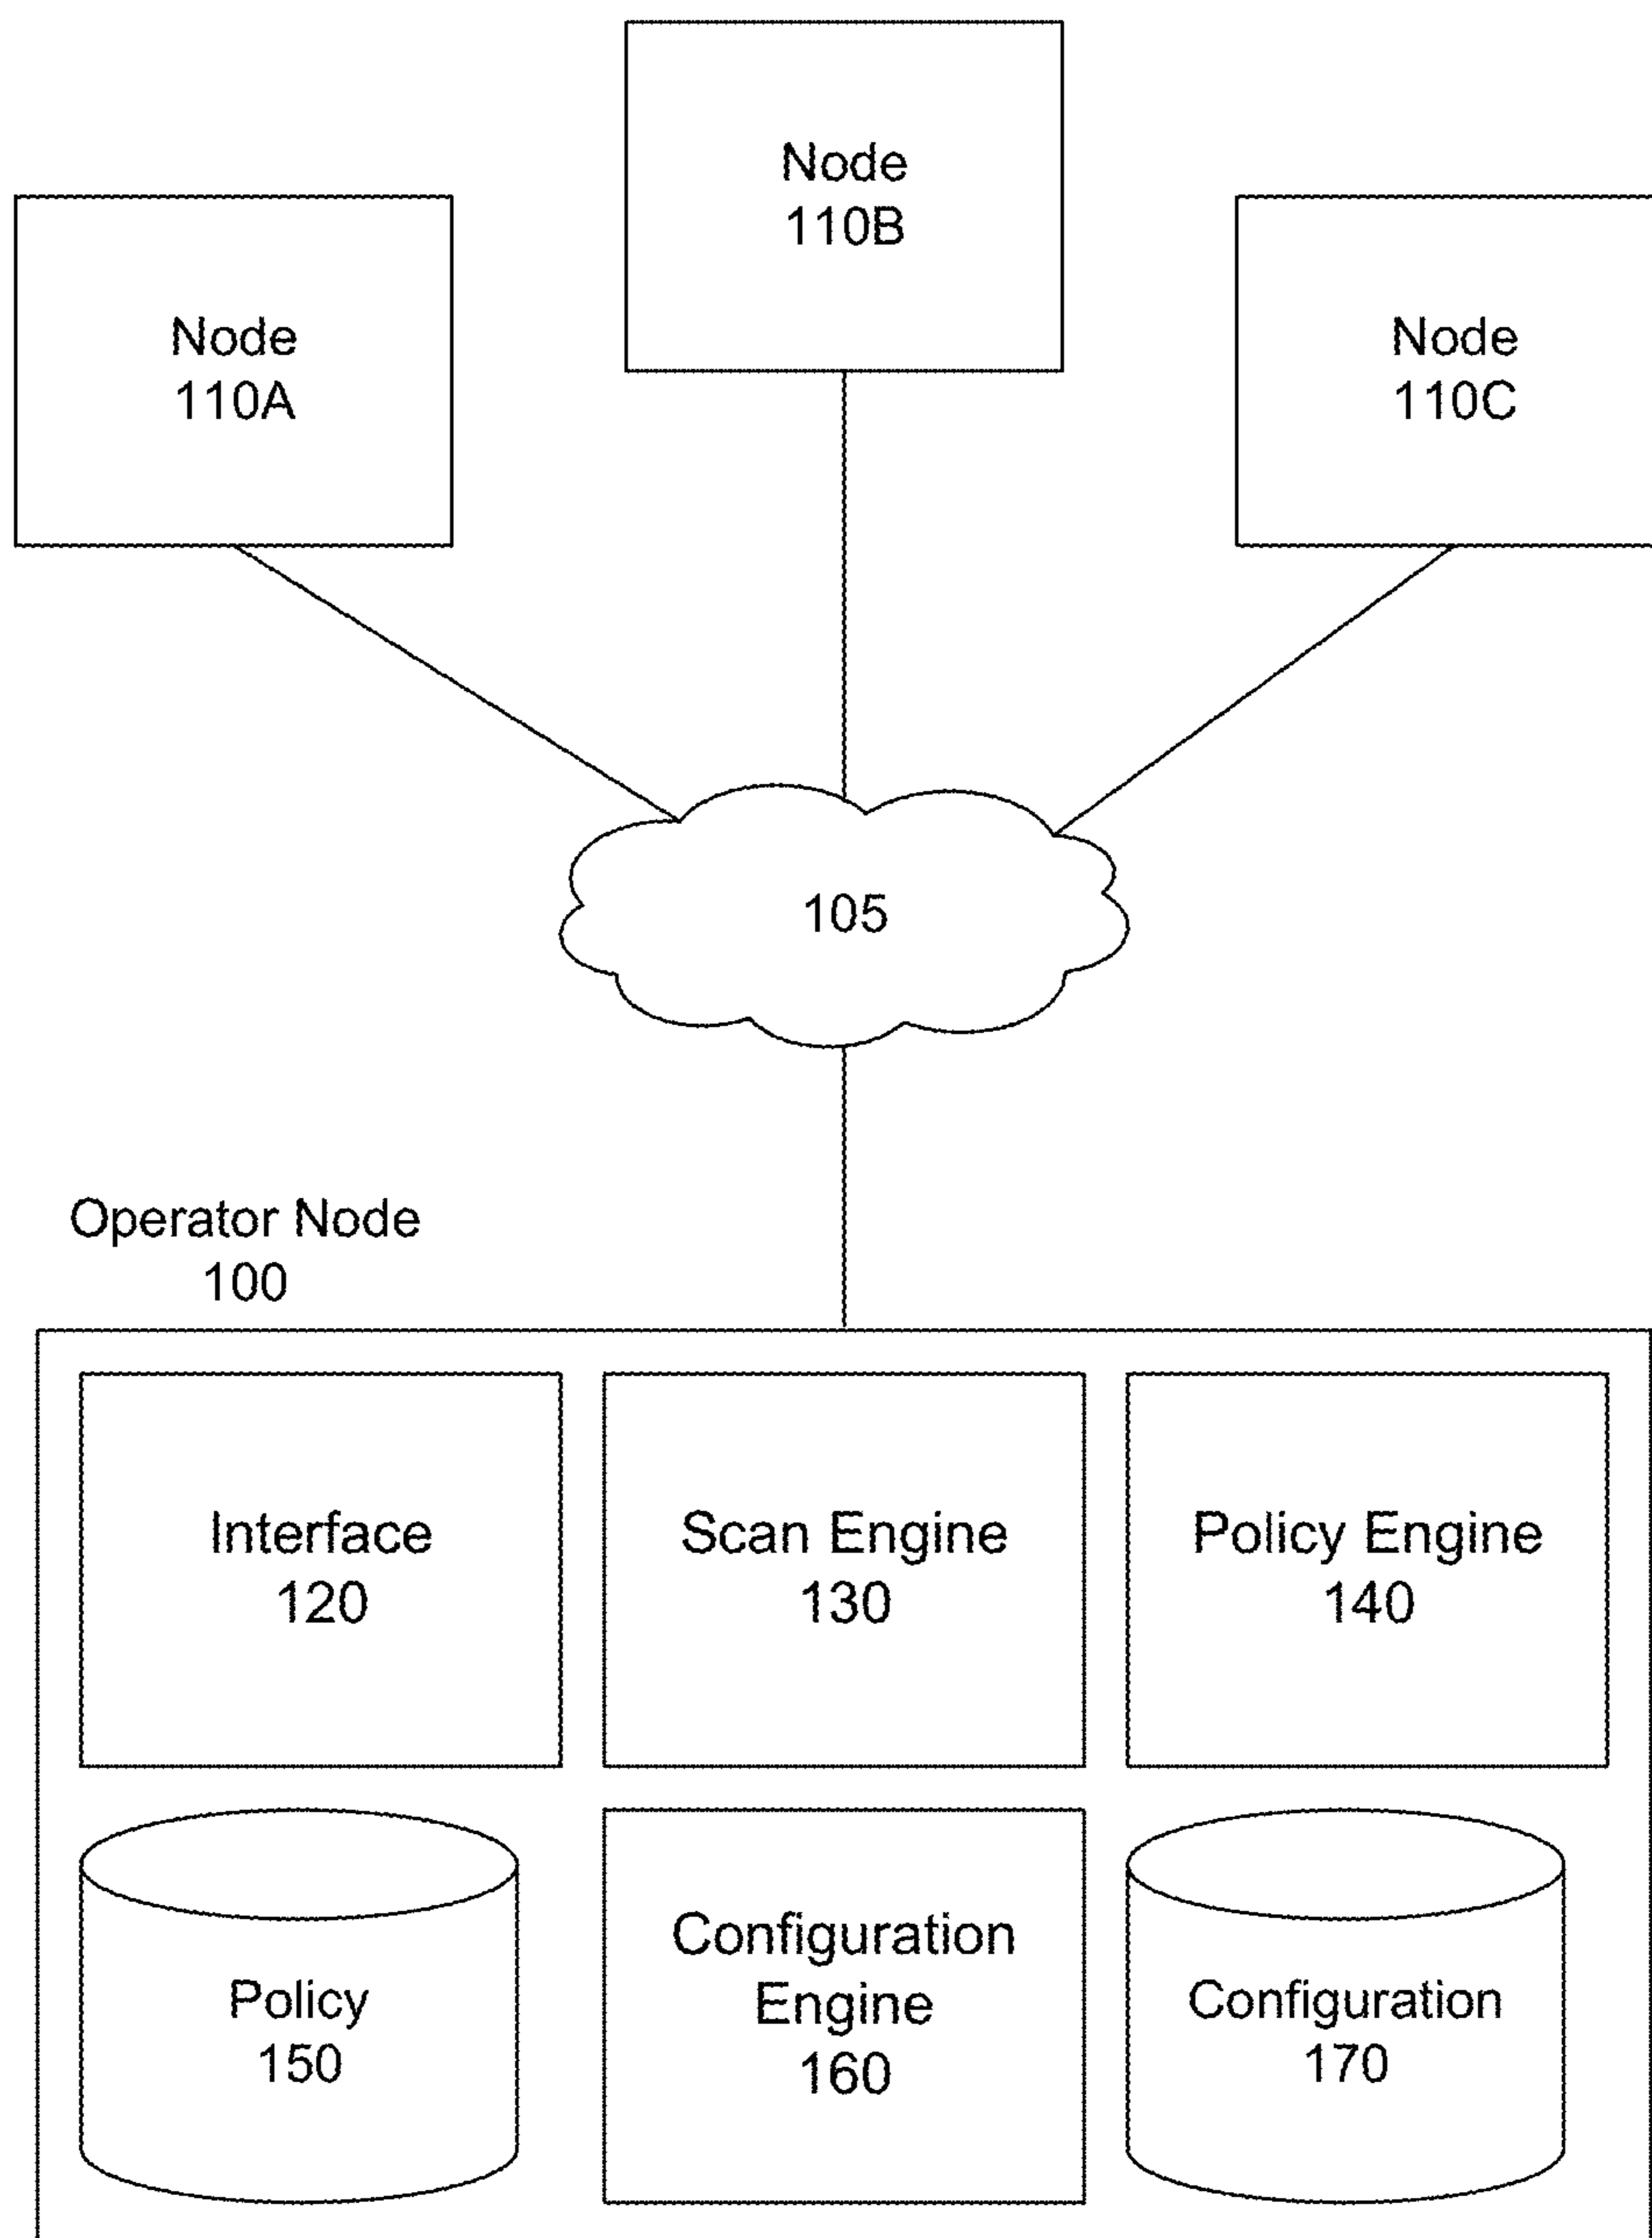 Node
110B
Node
110A
Node
110C
105
Operator Node
100
Interface
120
Scan Engine
130
Policy Engine
140
Policy
150
Configuration
Engine
160
Configuration
170